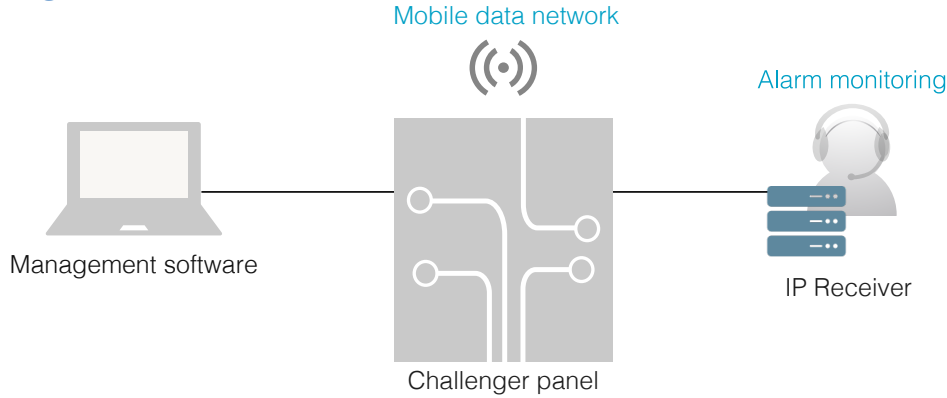 Mobile data network
Alarm monitoring
Management software
IP Receiver
Challenger panel